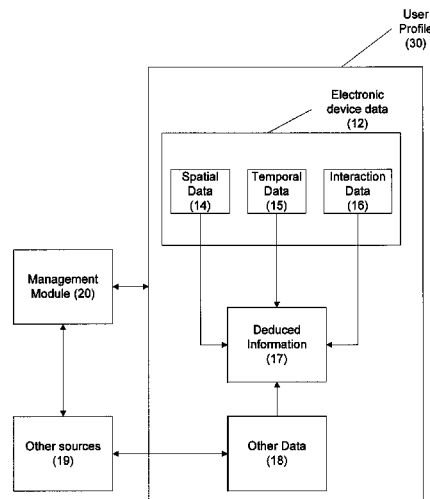 User
Profile
(30)
Electronic
device data
(12)
Spatial
Data
(14)
Temporal
Data
(15)
Interaction
Data
(16)
Management
Module (20)
Deduced
Information
(17)
Other sources
(19)
Other Data
(18)